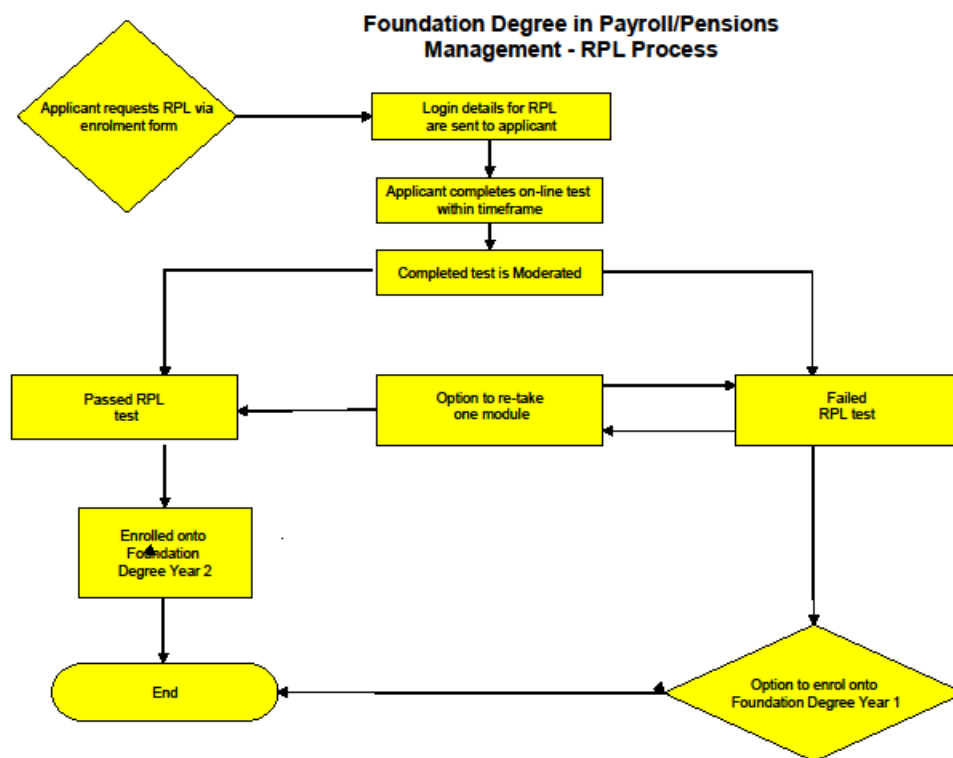 Foundation Degree in Payroll/Pensions
Management - RPL Process
Applicant requests RPL via
enrolment form
Login details for RPL
are sent to applicant
Applicant completes on-line test
within timeframe
Completed test is Moderated
Passed RPL
test
Option to re-take
one module
Failed
RPL test
Enrolled onto
Foundation
Degree Year 2
End
Option to enrol onto
Foundation Degree Year 1